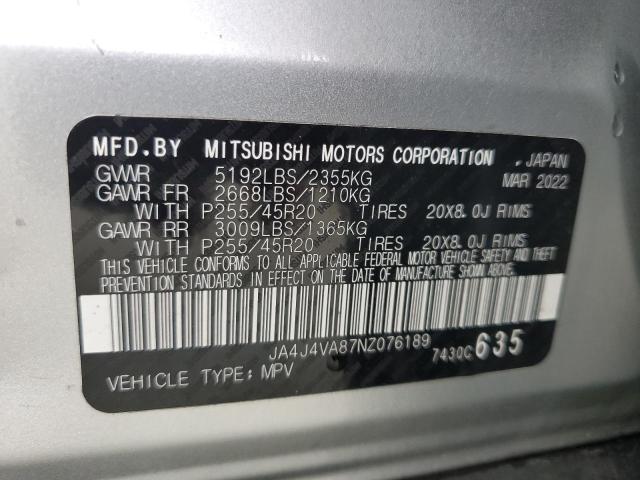 MFD.BY MITSUBISHI MOTORS CORPORATION . JAPAN
GVWR 5192LBS/2355KG MAR 2022
GAWR FR 2668LBS/1210KG
WITH P255/45R20 TIRES 20X8.0J RIMS
GAWR RR 3009LBS/1365KG
WITH P255/45R20 TIRES 20X8.0J RIMS
THIS VEHICLE CONFORMS TO ALL APPLICABLE FEDERAL MOTOR VEHICLE SAFETY AND THEFT
PREVENTION STANDARDS IN EFFECT ON THE DATE OF MANUFACTURE SHOWN ABOVE.
JA4J4VA87NZ076189 7430C 635
VEHICLE TYPE: MPV